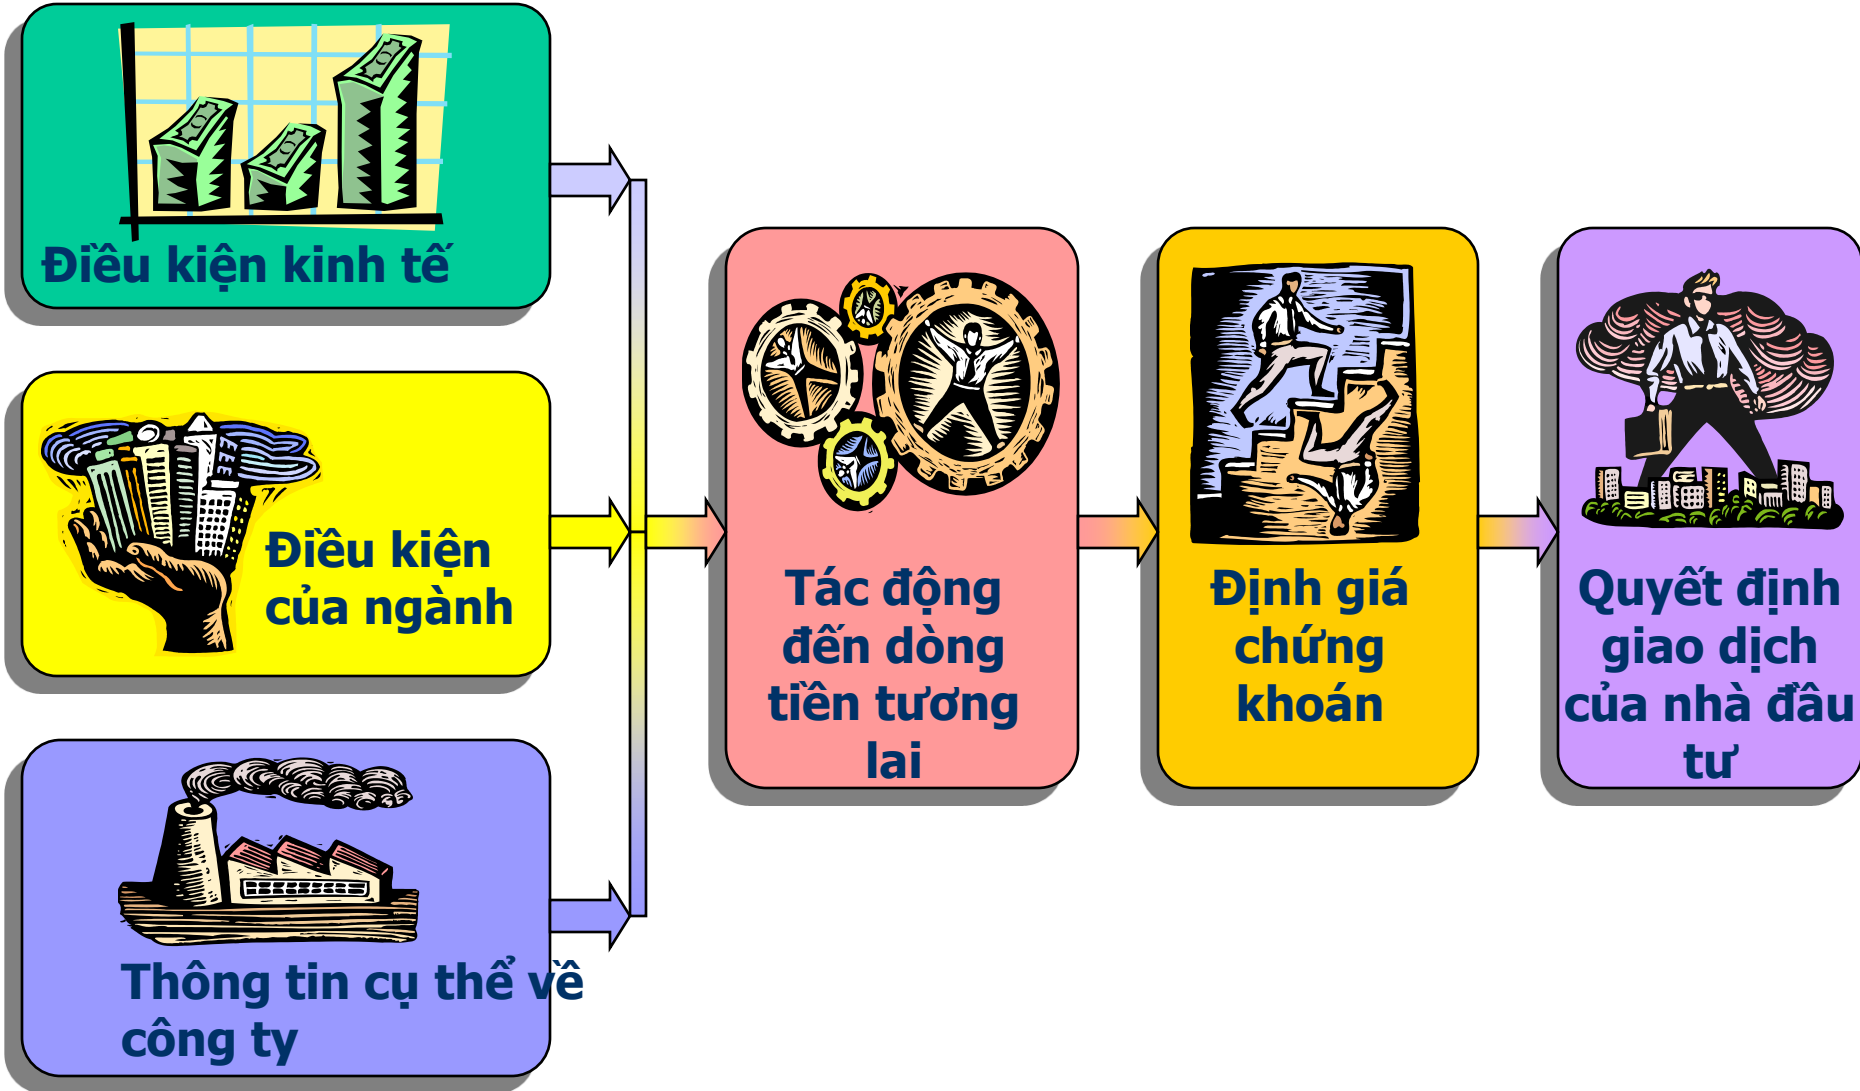 Điều kiện kinh tế
Điều kiện
của ngành
Thông tin cụ thể về
công ty
Tác động
đến dòng
tiền tương
lai
Định giá
chứng
khoán
Quyết định
giao dịch
của nhà đầu
tư